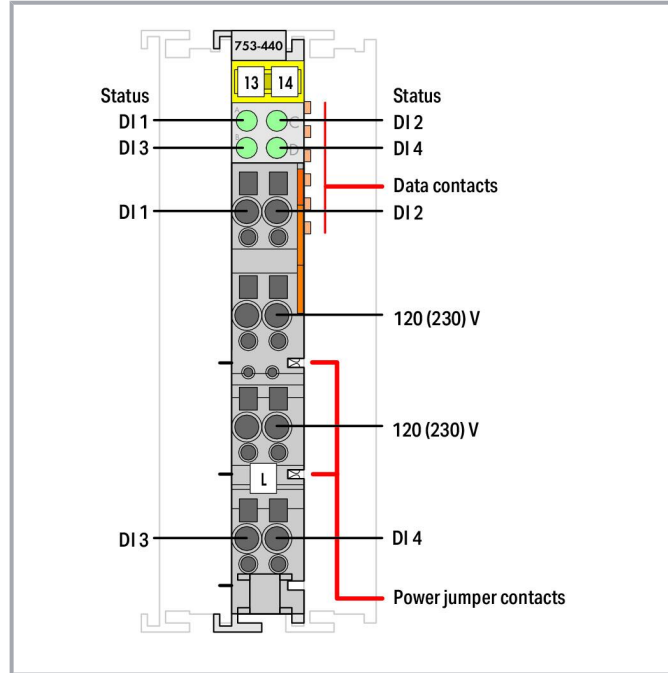 753-440
13 14
Status
Status
DI 1
DI 2
DI 3
DI 4
A
C
B
D
Data contacts
DI 1
DI 2
120 (230) V
120 (230) V
L
DI 3
DI 4
Power jumper contacts